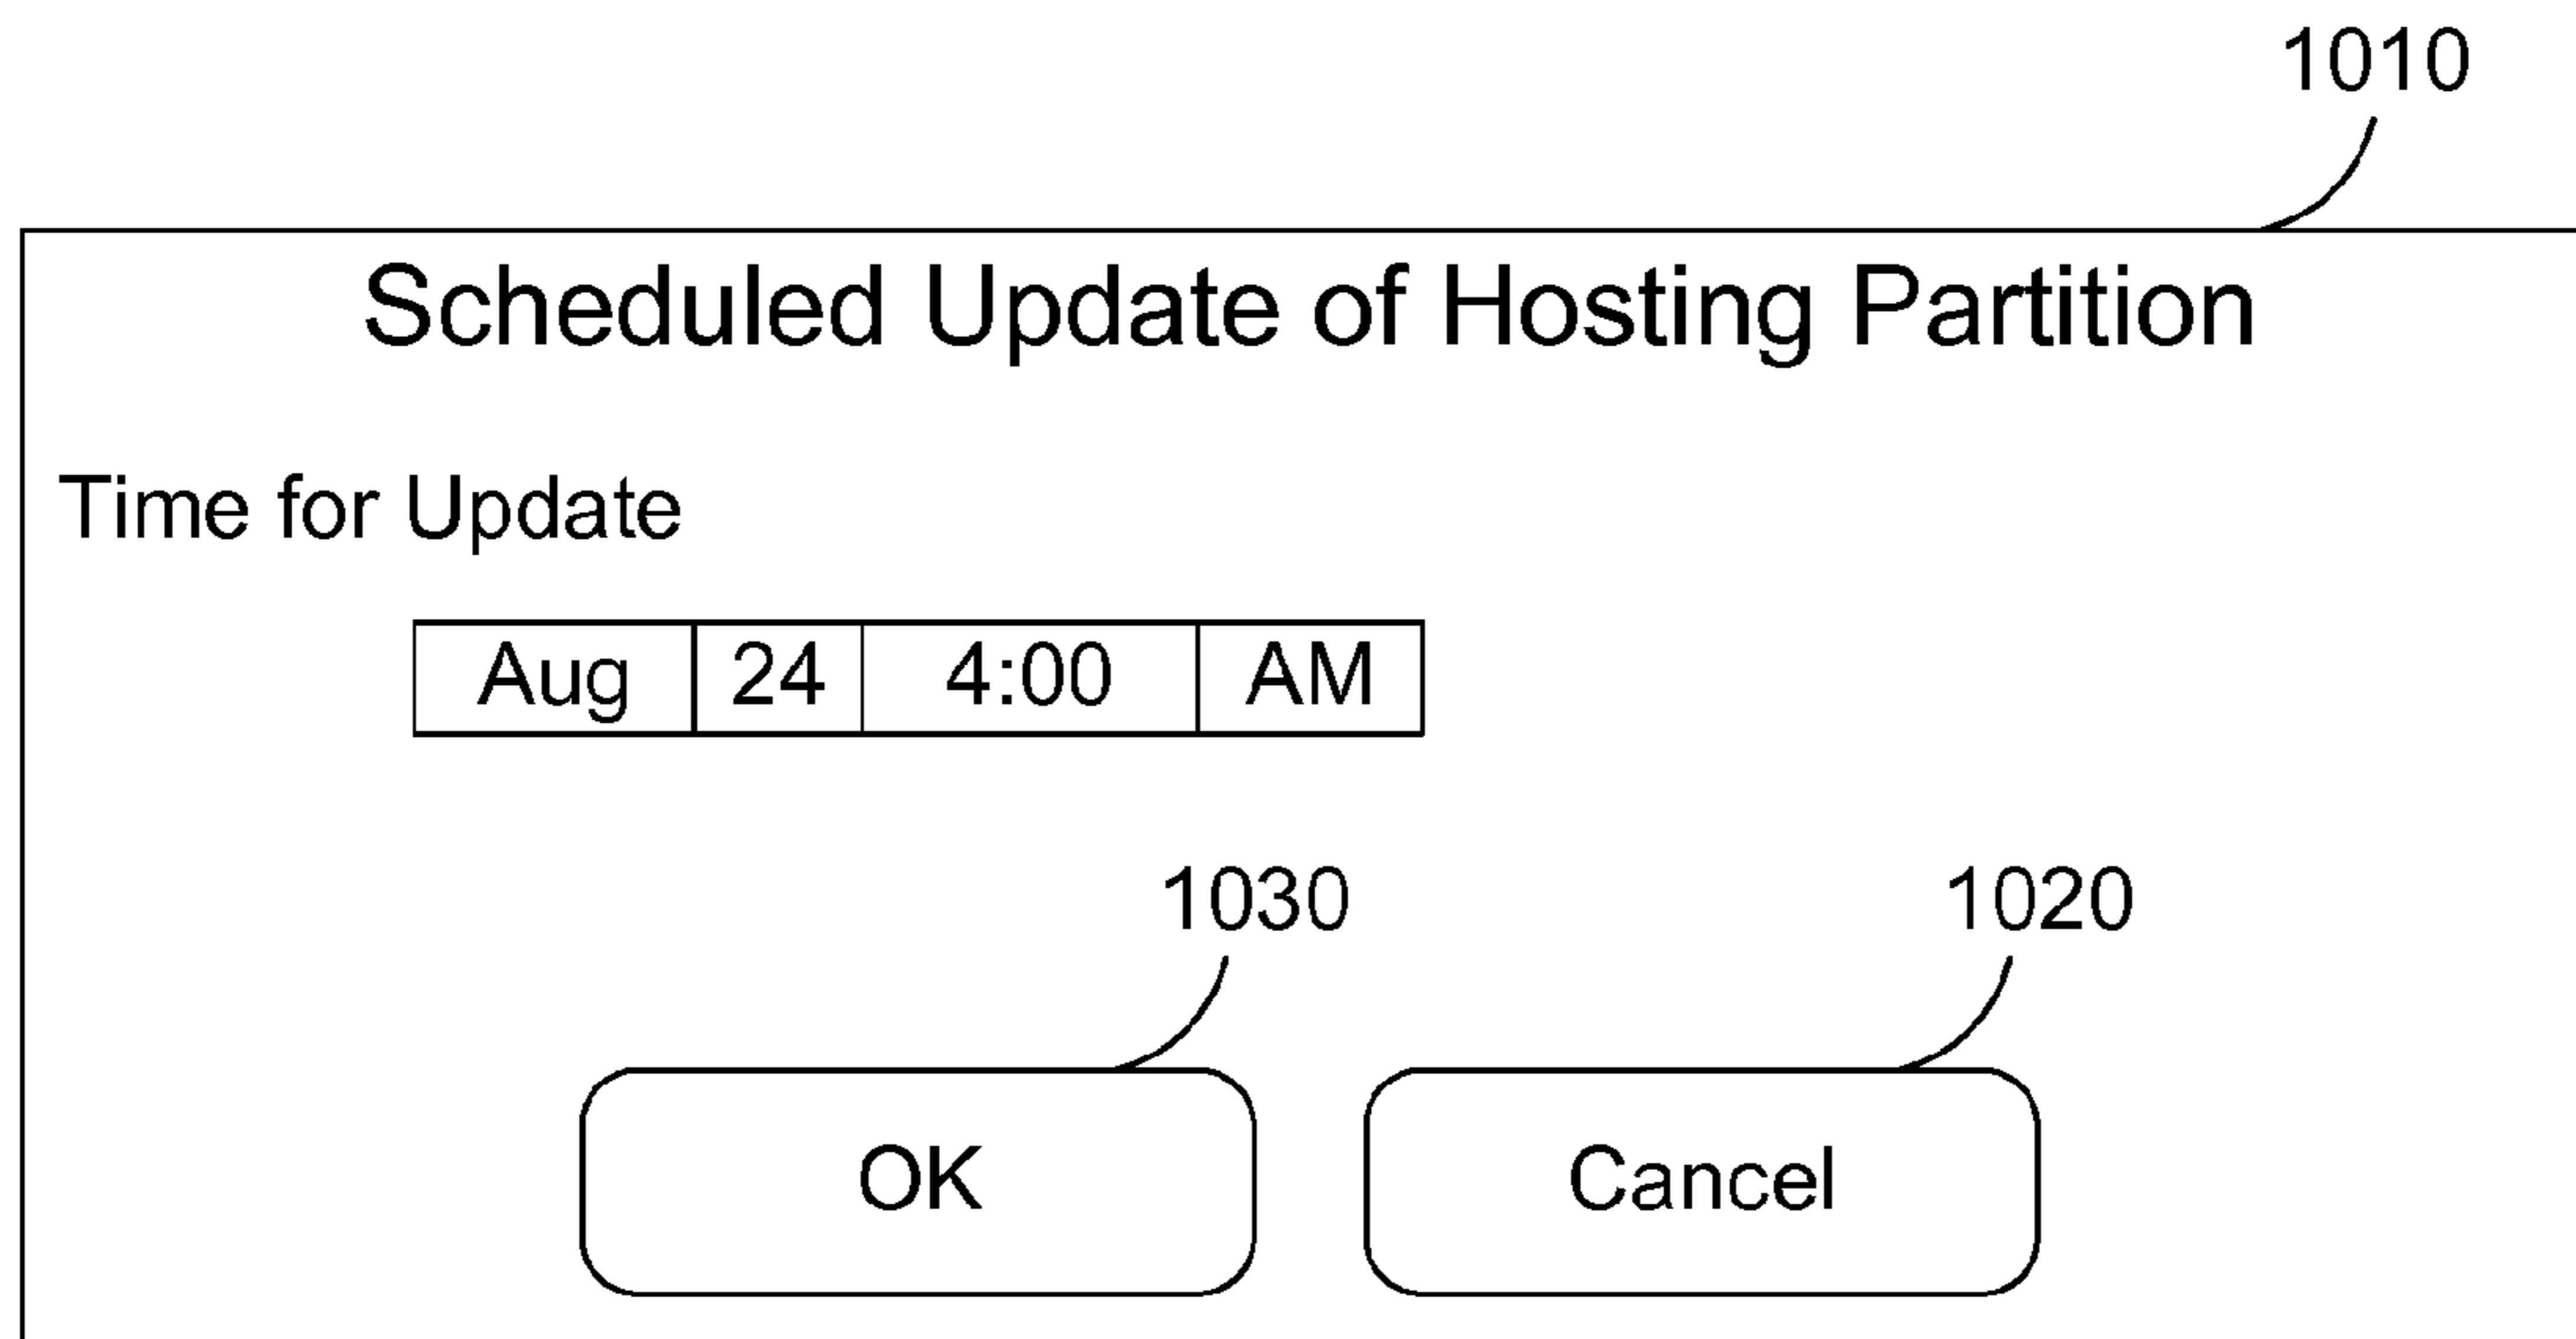 1010
Scheduled Update of Hosting Partition
Time for Update
Aug 24 4:00 AM
1030 1020
OK Cancel